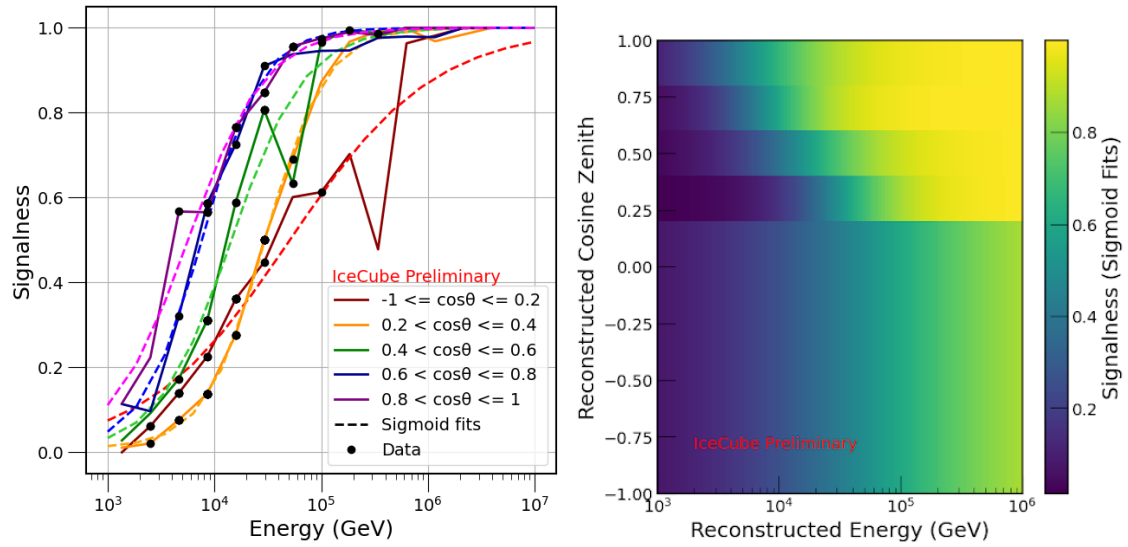 1.0
0.8
0.6
0.4
0.2
0.0
Signalness
10³
10⁴
10⁵
10⁶
10⁷
Energy (GeV)
IceCube Preliminary
-1 <= cosθ <= 0.2
0.2 < cosθ <= 0.4
0.4 < cosθ <= 0.6
0.6 < cosθ <= 0.8
0.8 < cosθ <= 1
Sigmoid fits
Data
1.00
0.75
0.50
0.25
0.00
−0.25
−0.50
−0.75
−1.00
Reconstructed Cosine Zenith
IceCube Preliminary
10³
10⁴
10⁵
10⁶
Reconstructed Energy (GeV)
0.8
0.6
0.4
0.2
Signalness (Sigmoid Fits)